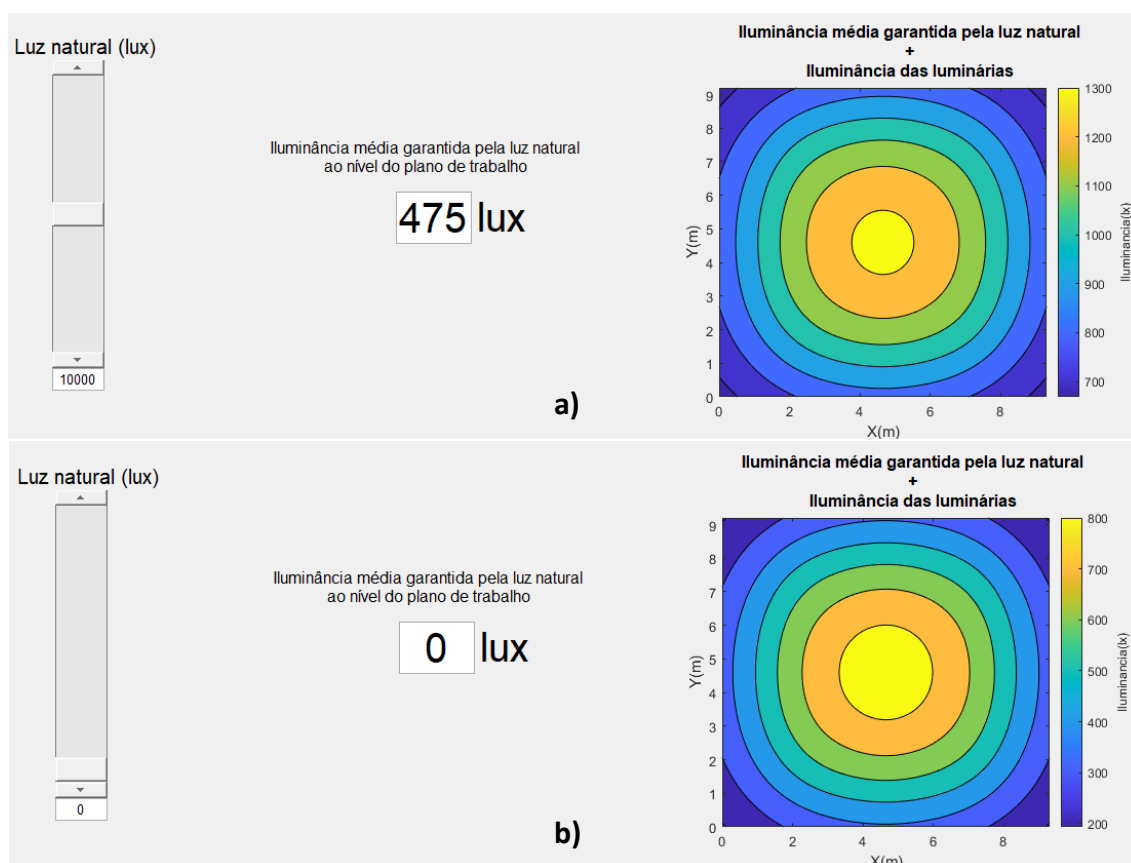 Luz natural (lux)
10000
Iluminância média garantida pela luz natural
ao nível do plano de trabalho
475 lux
a)
Iluminância média garantida pela luz natural
+
Iluminância das luminárias
9
8
7
6
5
4
3
2
1
0
Y(m)
0 2 4 6 8
X(m)
1300
1200
1100
1000
900
800
700
Iluminancia(lx)
Luz natural (lux)
0
Iluminância média garantida pela luz natural
ao nível do plano de trabalho
0 lux
b)
Iluminância média garantida pela luz natural
+
Iluminância das luminárias
9
8
7
6
5
4
3
2
1
0
Y(m)
0 2 4 6 8
X(m)
800
700
600
500
400
300
200
Iluminancia(lx)